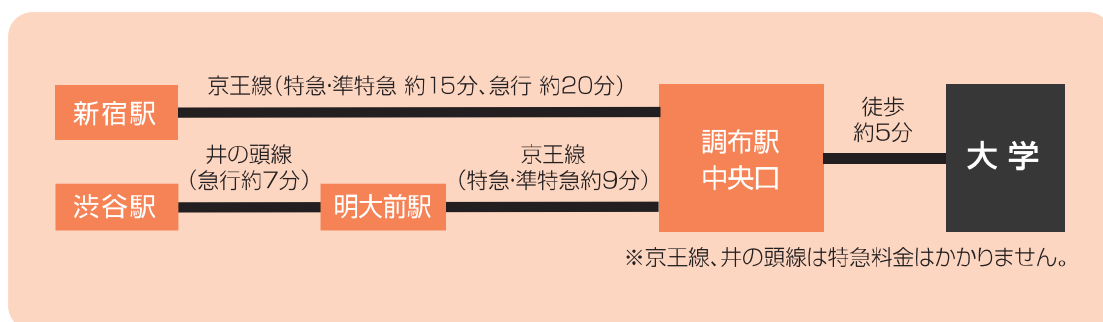 京王線(特急・準特急 約15分、急行 約20分)
新宿駅
井の頭線
(急行約7分)
渋谷駅
明大前駅
京王線
(特急・準特急約9分)
調布駅
中央口
徒歩
約5分
大学
※京王線、井の頭線は特急料金はかかりません。